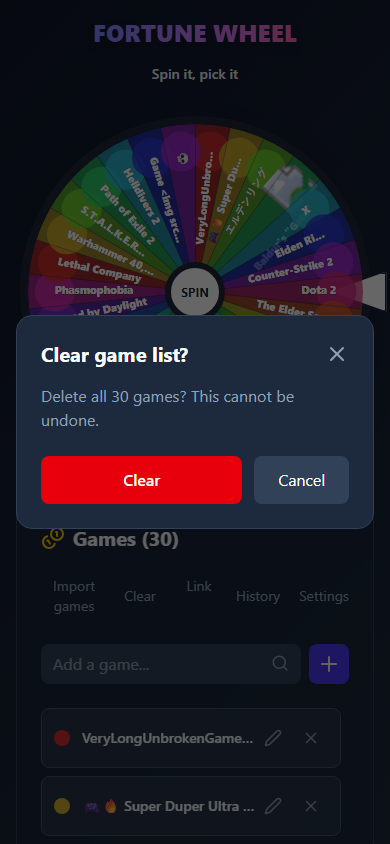 FORTUNE WHEEL
Spin it, pick it
Game <img src...
Helldivers 2
Path of Exile 2
S.T.A.L.K.E.R...
Warhammer 40,...
Lethal Company
Phasmophobia
d by Daylight
VeryLongUnbro...
Super Du...
エルデンリング
X
Elden Ri...
Counter-Strike 2
Dota 2
The Elder S
SPIN
Clear game list?
Delete all 30 games? This cannot be
undone.
Clear
Cancel
Games (30)
Import
games
Clear
Link
History
Settings
Add a game...
VeryLongUnbrokenGame...
🎮🔥 Super Duper Ultra ...